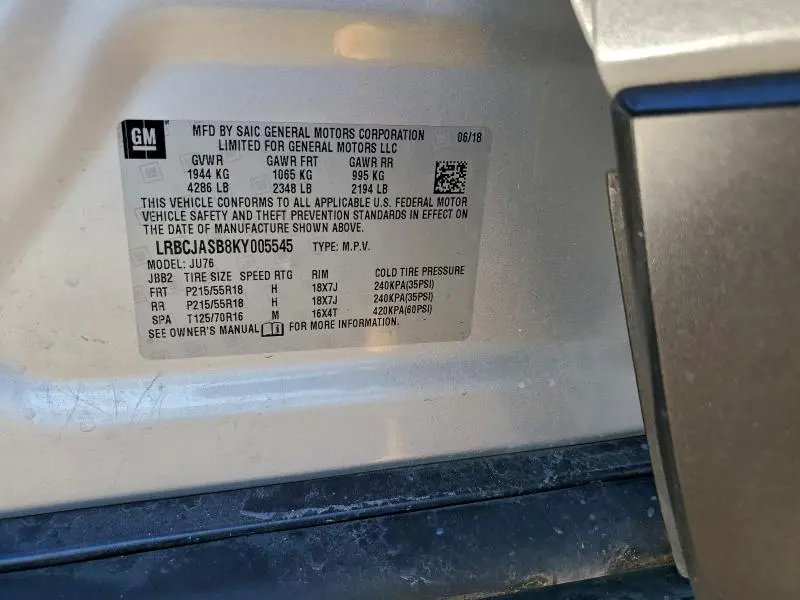 GM
MFD BY SAIC GENERAL MOTORS CORPORATION 06/18
LIMITED FOR GENERAL MOTORS LLC
GVWR GAWR FRT GAWR RR
1944 KG 1065 KG 995 KG
4286 LB 2348 LB 2194 LB
THIS VEHICLE CONFORMS TO ALL APPLICABLE U.S. FEDERAL MOTOR
VEHICLE SAFETY AND THEFT PREVENTION STANDARDS IN EFFECT ON
THE DATE OF MANUFACTURE SHOWN ABOVE.
LRBCJASB8KY005545 TYPE: M.P.V.
MODEL: JU76
JBB2 TIRE SIZE SPEED RTG RIM COLD TIRE PRESSURE
FRT P215/55R18 H 18X7J 240KPA(35PSI)
RR P215/55R18 H 18X7J 240KPA(35PSI)
SPA T125/70R16 M 16X4T 420KPA(60PSI)
SEE OWNER'S MANUAL FOR MORE INFORMATION.